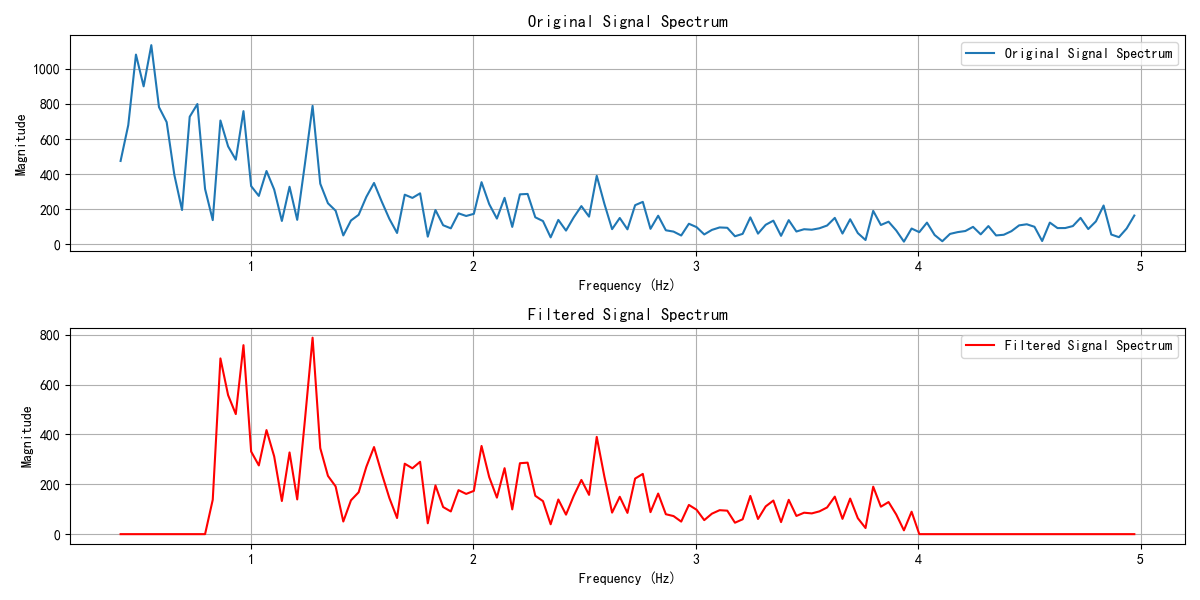 Original Signal Spectrum
Original Signal Spectrum
Magnitude
1000
800
600
400
200
0
1 2 3 4 5
Frequency (Hz)
Filtered Signal Spectrum
Filtered Signal Spectrum
Magnitude
800
600
400
200
0
1 2 3 4 5
Frequency (Hz)